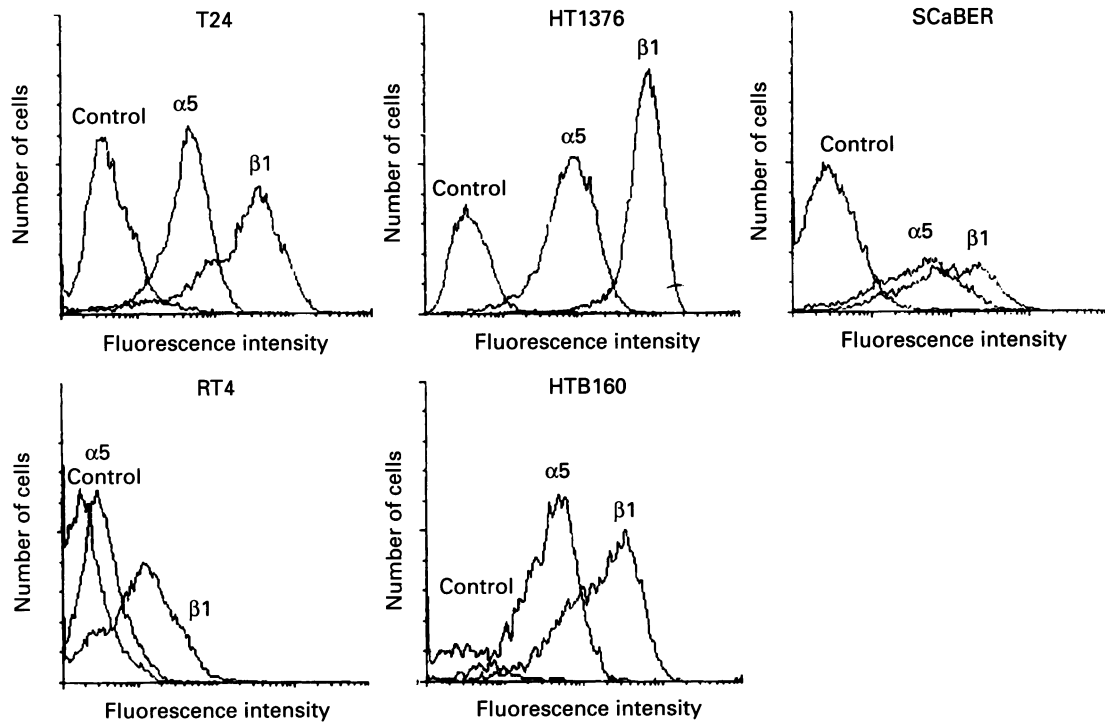 T24
Number of cells
Control
α5
β1
Fluorescence intensity
HT1376
Number of cells
Control
α5
β1
Fluorescence intensity
SCaBER
Number of cells
Control
α5
β1
Fluorescence intensity
RT4
Number of cells
α5
Control
β1
Fluorescence intensity
HTB160
Number of cells
Control
α5
β1
Fluorescence intensity